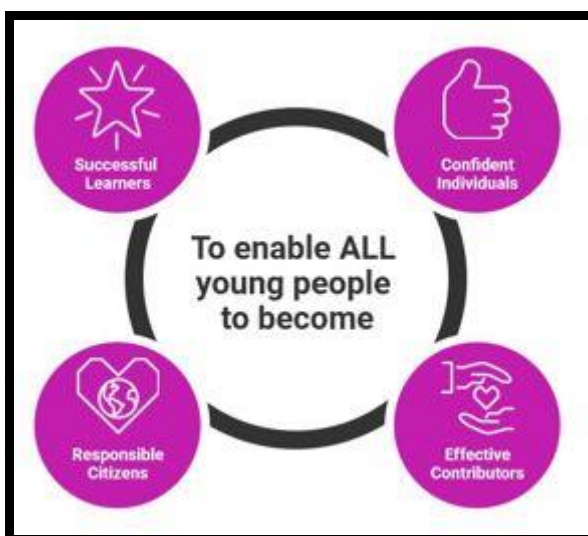 Successful
Learners
Confident
Individuals
To enable ALL
young people
to become
Responsible
Citizens
Effective
Contributors